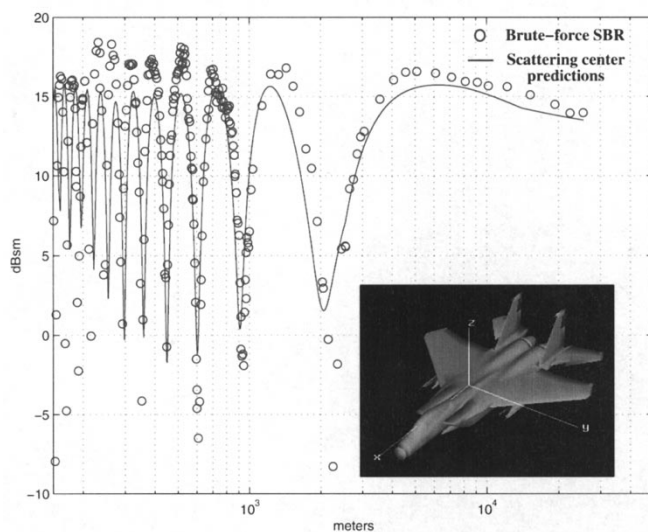 20
15
10
5
0
−5
−10
dBsm
Brute−force SBR
Scattering center
predictions
z
y
x
10³
10⁴
meters